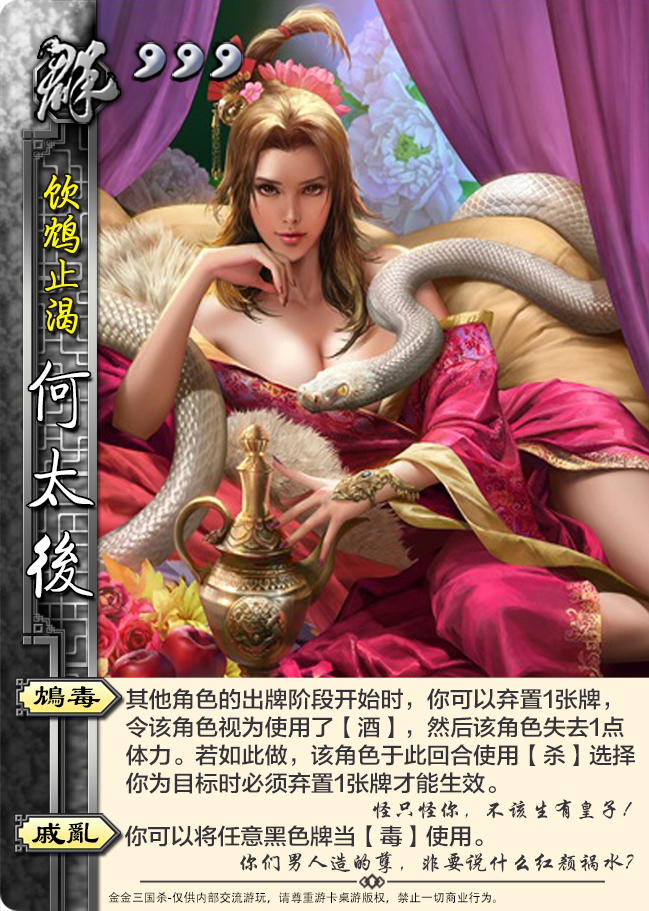 群
999
饮鸩止渴
何太後
鴆毒
其他角色的出牌阶段开始时，你可以弃置1张牌，
令该角色视为使用了【酒】，然后该角色失去1点
体力。若如此做，该角色于此回合使用【杀】选择
你为目标时必须弃置1张牌才能生效。
怪只怪你，不该生有皇子！
戚亂
你可以将任意黑色牌当【毒】使用。
你们男人造的孽，非要说什么红颜祸水？
金金三国杀-仅供内部交流游玩，请尊重游卡桌游版权，禁止一切商业行为。